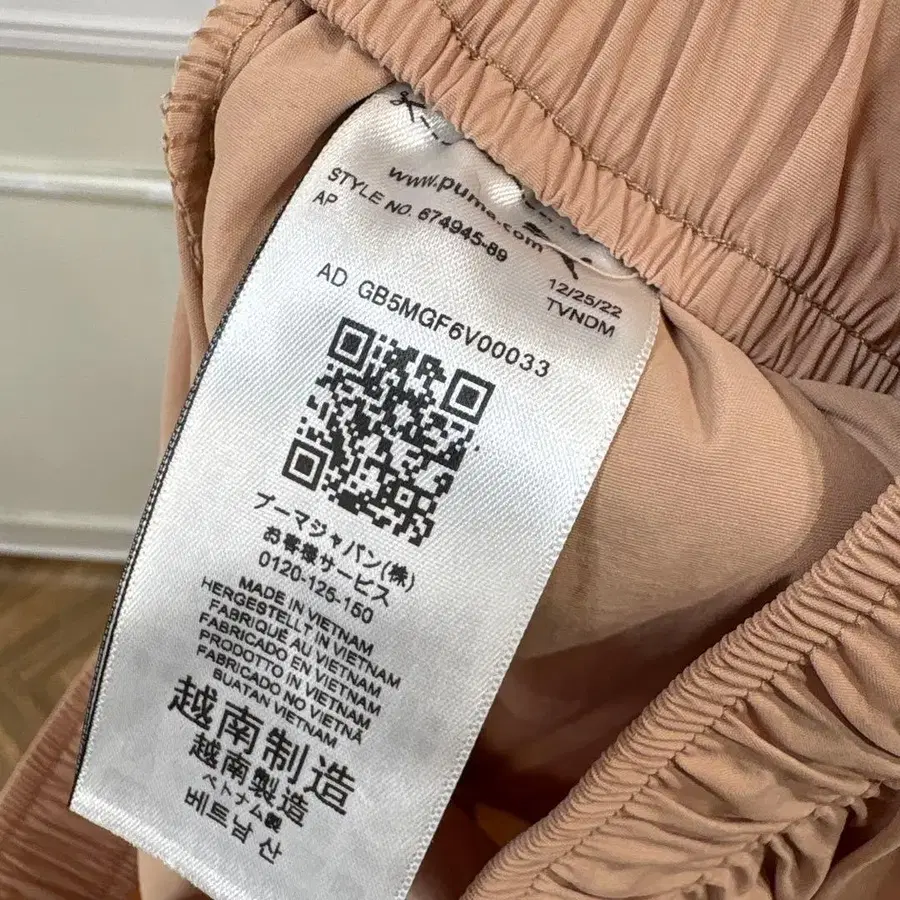 www.puma.com
STYLE NO. 674945-89
AP
12/25/22
TVNDM
AD GB5MGF6V00033
プーマジャパン(株)
お客様サービス
0120-125-150
MADE IN VIETNAM
HERGESTELLT IN VIETNAM
FABRIQUÉ AU VIETNAM
FABRICADO EN VIETNAM
PRODOTTO IN VIETNAM
FABRICADO NO VIETNÃ
BUATAN VIETNAM
越南制造
越南製造
ベトナム製
베트남 산